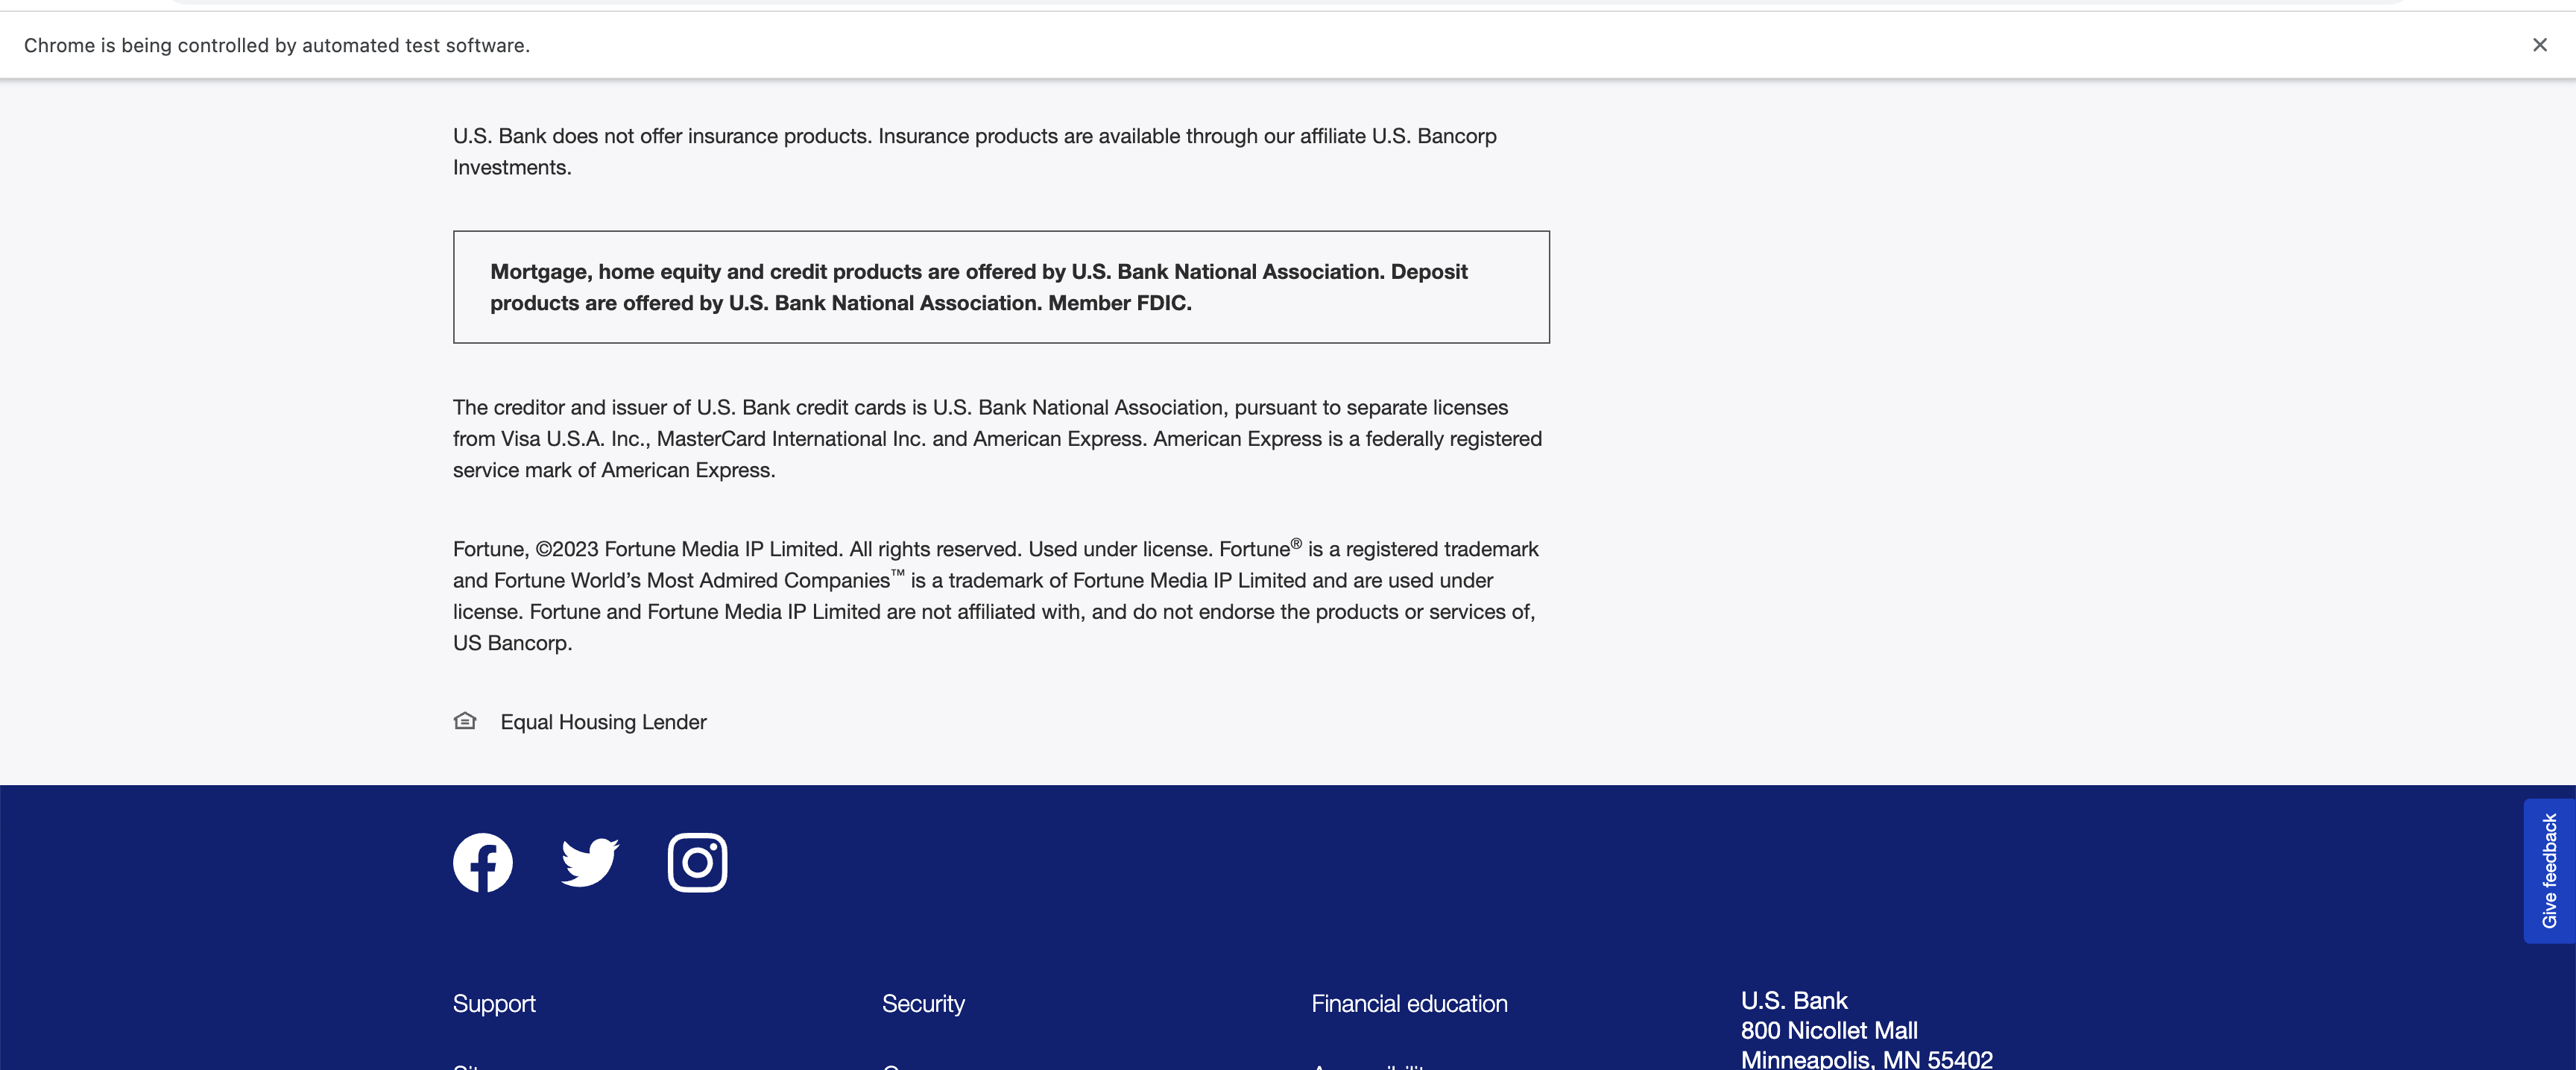 Chrome is being controlled by automated test software.
U.S. Bank does not offer insurance products. Insurance products are available through our affiliate U.S. Bancorp
Investments.
Mortgage, home equity and credit products are offered by U.S. Bank National Association. Deposit
products are offered by U.S. Bank National Association. Member FDIC.
The creditor and issuer of U.S. Bank credit cards is U.S. Bank National Association, pursuant to separate licenses
from Visa U.S.A. Inc., MasterCard International Inc. and American Express. American Express is a federally registered
service mark of American Express.
Fortune, ©2023 Fortune Media IP Limited. All rights reserved. Used under license. Fortune® is a registered trademark
and Fortune World’s Most Admired Companies™ is a trademark of Fortune Media IP Limited and are used under
license. Fortune and Fortune Media IP Limited are not affiliated with, and do not endorse the products or services of,
US Bancorp.
Equal Housing Lender
Give feedback
Support
Security
Financial education
U.S. Bank
800 Nicollet Mall
Minneapolis, MN 55402